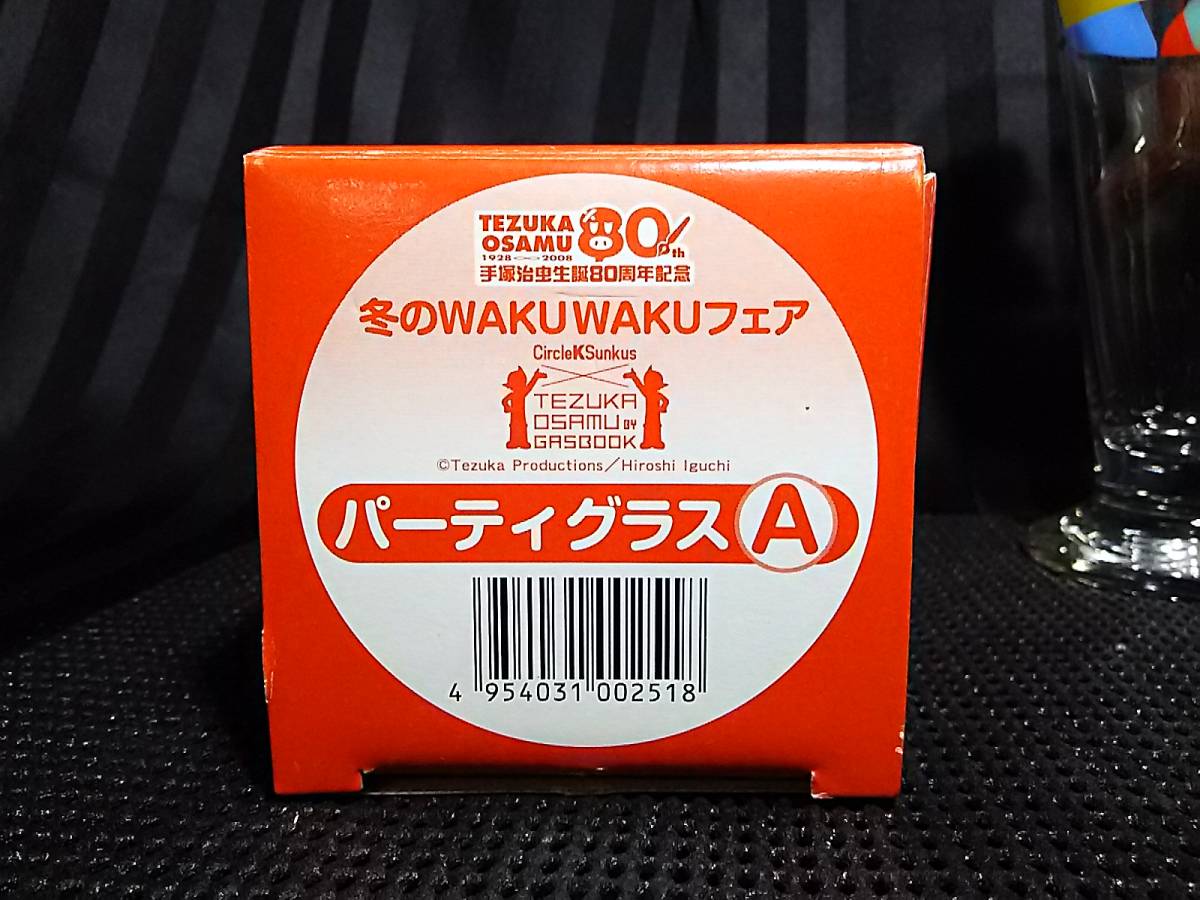 TEZUKA
OSAMU 80th
1928 2008
手塚治虫生誕80周年記念
冬のWAKUWAKUフェア
CircleKSunkus
TEZUKA
OSAMU BY
GASBOOK
©Tezuka Productions/Hiroshi Iguchi
パーティグラス A
4 954031 002518